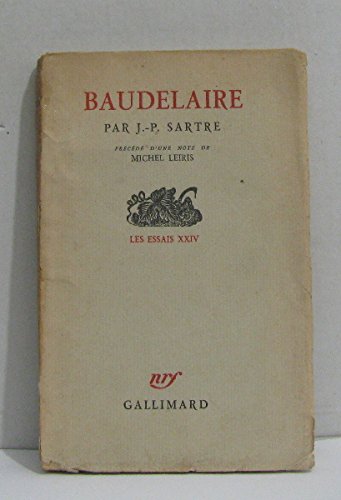 BAUDELAIRE
PAR J.-P. SARTRE
PRÉCÉDÉ D'UNE NOTE DE
MICHEL LEIRIS
LES ESSAIS XXIV
nrf
GALLIMARD